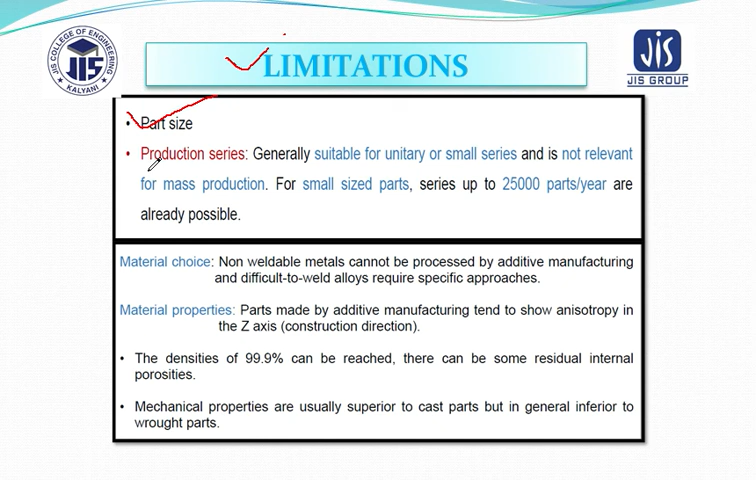 JIS COLLEGE OF ENGINEERING
JIS
KALYANI
LIMITATIONS
JIS
JIS GROUP
• Part size
• Production series: Generally suitable for unitary or small series and is not relevant
for mass production. For small sized parts, series up to 25000 parts/year are
already possible.
Material choice: Non weldable metals cannot be processed by additive manufacturing
and difficult-to-weld alloys require specific approaches.
Material properties: Parts made by additive manufacturing tend to show anisotropy in
the Z axis (construction direction).
• The densities of 99.9% can be reached, there can be some residual internal
porosities.
• Mechanical properties are usually superior to cast parts but in general inferior to
wrought parts.